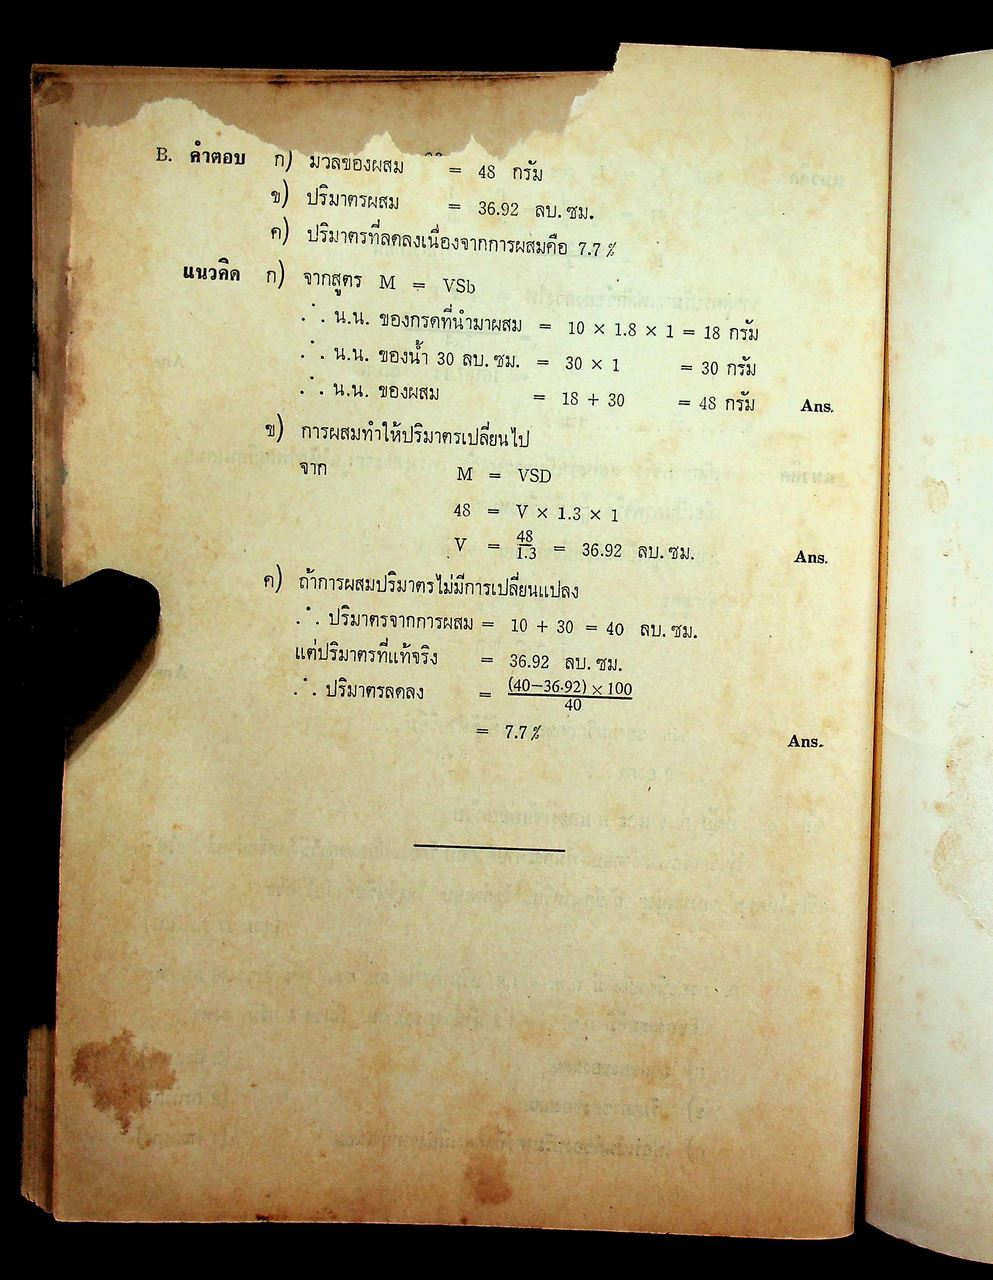 B. คำตอบ ก) มวลของผสม = 48 กรัม
ข) ปริมาตรผสม = 36.92 ลบ.ซม.
ค) ปริมาตรที่ลดลงเนื่องจากการผสมคือ 7.7%
แนวคิด ก) จากสูตร M = VSb
∴ น.น. ของกรดที่นำมาผสม = 10 × 1.8 × 1 = 18 กรัม
∴ น.น. ของน้ำ 30 ลบ.ซม. = 30 × 1 = 30 กรัม
∴ น.น. ของผสม = 18 + 30 = 48 กรัม Ans.
ข) การผสมทำให้ปริมาตรเปลี่ยนไป
จาก M = VSD
48 = V × 1.3 × 1
V = 48/1.3 = 36.92 ลบ.ซม. Ans.
ค) ถ้าการผสมปริมาตรไม่มีการเปลี่ยนแปลง
∴ ปริมาตรจากการผสม = 10 + 30 = 40 ลบ.ซม.
แต่ปริมาตรที่แท้จริง = 36.92 ลบ.ซม.
∴ ปริมาตรลดลง = (40−36.92) × 100/40
= 7.7% Ans.